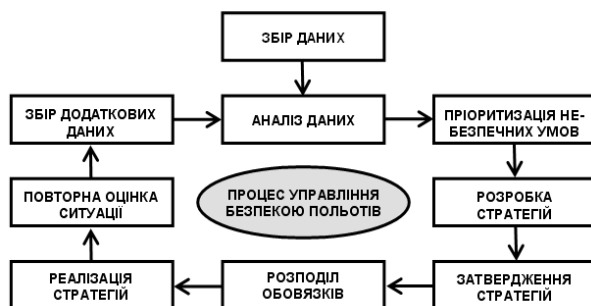 ЗБІР ДАНИХ
ЗБІР ДОДАТКОВИХ
ДАНИХ
АНАЛІЗ ДАНИХ
ПРІОРИТИЗАЦІЯ НЕ-
БЕЗПЕЧНИХ УМОВ
ПОВТОРНА ОЦІНКА
СИТУАЦІЇ
ПРОЦЕС УПРАВЛІННЯ
БЕЗПЕКОЮ ПОЛЬОТІВ
РОЗРОБКА
СТРАТЕГІЙ
РЕАЛІЗАЦІЯ
СТРАТЕГІЙ
РОЗПОДІЛ
ОБОВЯЗКІВ
ЗАТВЕРДЖЕННЯ
СТРАТЕГІЙ